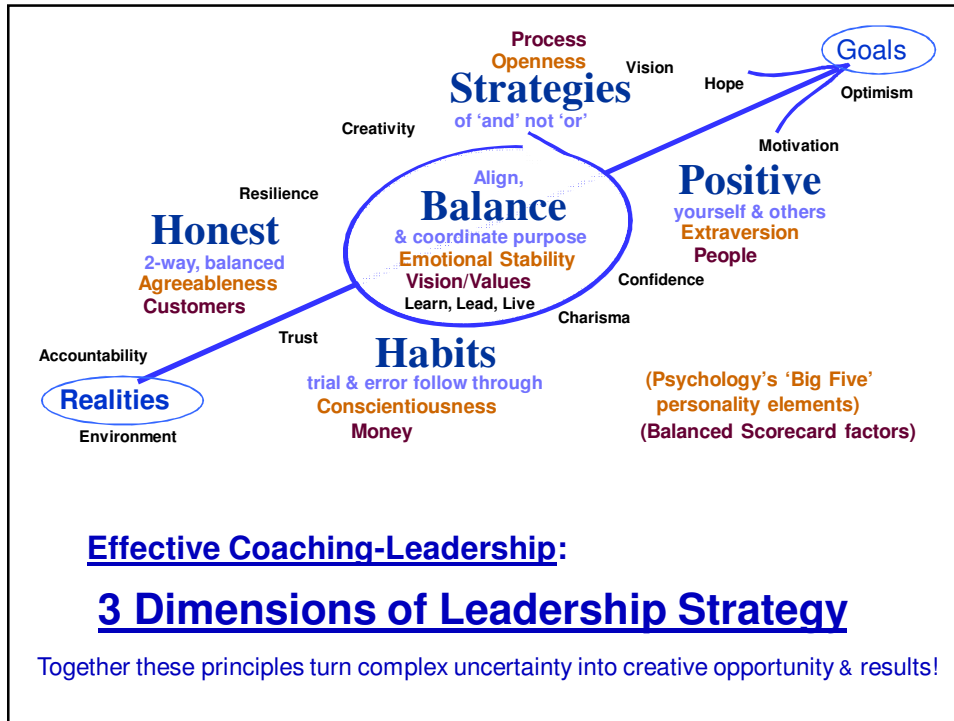 Process
Openness
Strategies
of ‘and’ not ‘or’
Vision
Goals
Hope
Optimism
Creativity
Motivation
Resilience
Align,
Balance
& coordinate purpose
Emotional Stability
Vision/Values
Learn, Lead, Live
Positive
yourself & others
Extraversion
People
Honest
2-way, balanced
Agreeableness
Customers
Confidence
Charisma
Trust
Accountability
Realities
Environment
Habits
trial & error follow through
Conscientiousness
Money
(Psychology’s ‘Big Five’
personality elements)
(Balanced Scorecard factors)
Effective Coaching-Leadership:
3 Dimensions of Leadership Strategy
Together these principles turn complex uncertainty into creative opportunity & results!